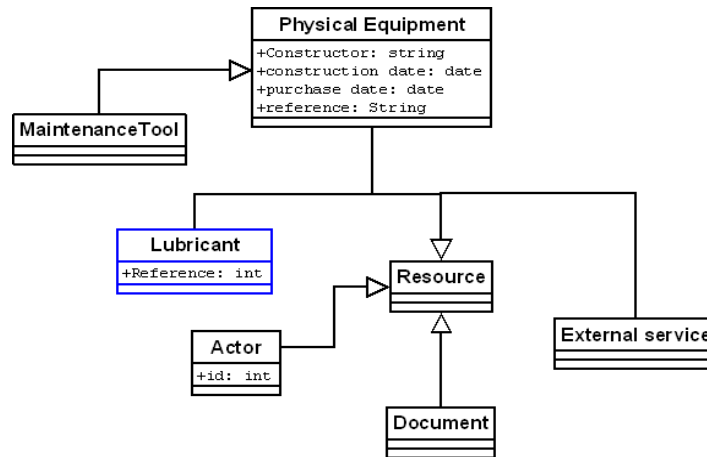 Physical Equipment
+Constructor: string
+construction date: date
+purchase date: date
+reference: String
MaintenanceTool
Lubricant
+Reference: int
Resource
Actor
+id: int
External service
Document